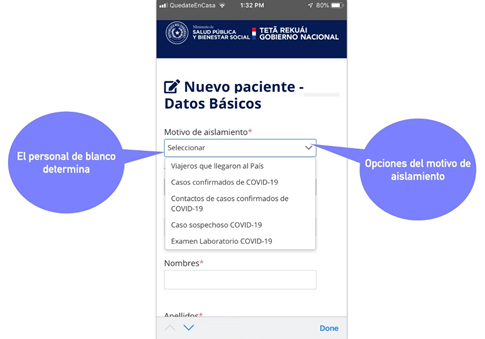 QuedateEnCasa
1:32 PM
80%
Ministerio de
SALUD PÚBLICA
Y BIENESTAR SOCIAL
TETÃ REKUÁI
GOBIERNO NACIONAL
Nuevo paciente -
Datos Básicos
Motivo de aislamiento*
Seleccionar
Viajeros que llegaron al País
Casos confirmados de COVID-19
Contactos de casos confirmados de
COVID-19
Caso sospechoso COVID-19
Examen Laboratorio COVID-19
Nombres*
Apellidos*
Done
El personal de blanco
determina
Opciones del motivo de
aislamiento